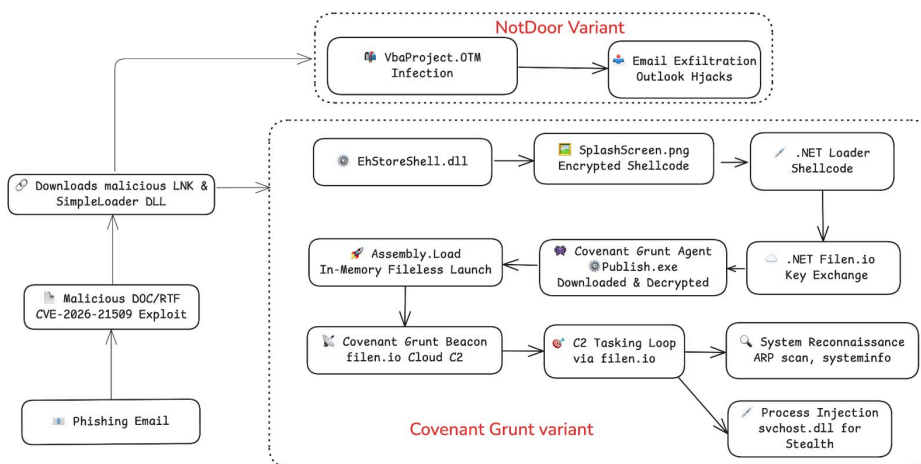 NotDoor Variant
VbaProject.OTM
Infection
Email Exfiltration
Outlook Hjacks
EhStoreShell.dll
SplashScreen.png
Encrypted Shellcode
.NET Loader
Shellcode
Downloads malicious LNK &
SimpleLoader DLL
Assembly.Load
In-Memory Fileless Launch
Covenant Grunt Agent
Publish.exe
Downloaded & Decrypted
.NET Filen.io
Key Exchange
Malicious DOC/RTF
CVE-2026-21509 Exploit
Covenant Grunt Beacon
filen.io Cloud C2
C2 Tasking Loop
via filen.io
System Reconnaissance
ARP scan, systeminfo
Phishing Email
Process Injection
svchost.dll for
Stealth
Covenant Grunt variant